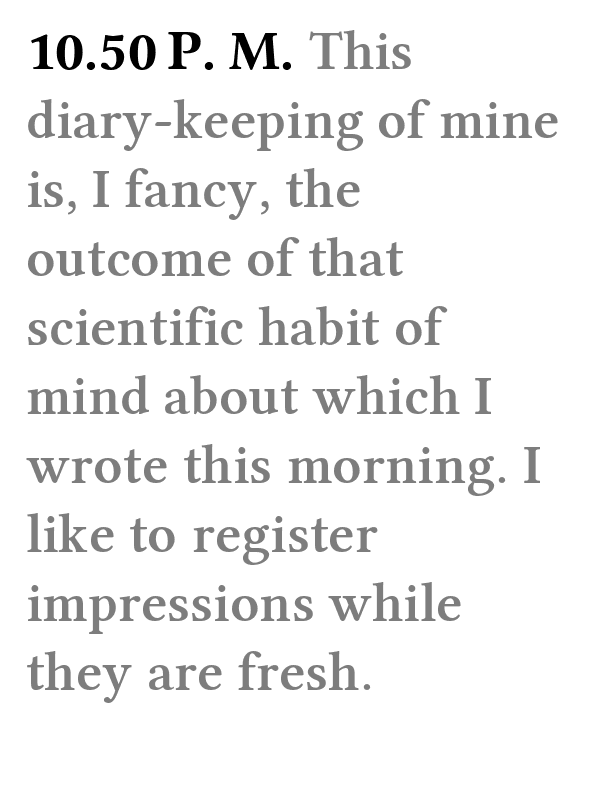 10.50 P. M. This
diary-keeping of mine
is, I fancy, the
outcome of that
scientific habit of
mind about which I
wrote this morning. I
like to register
impressions while
they are fresh.